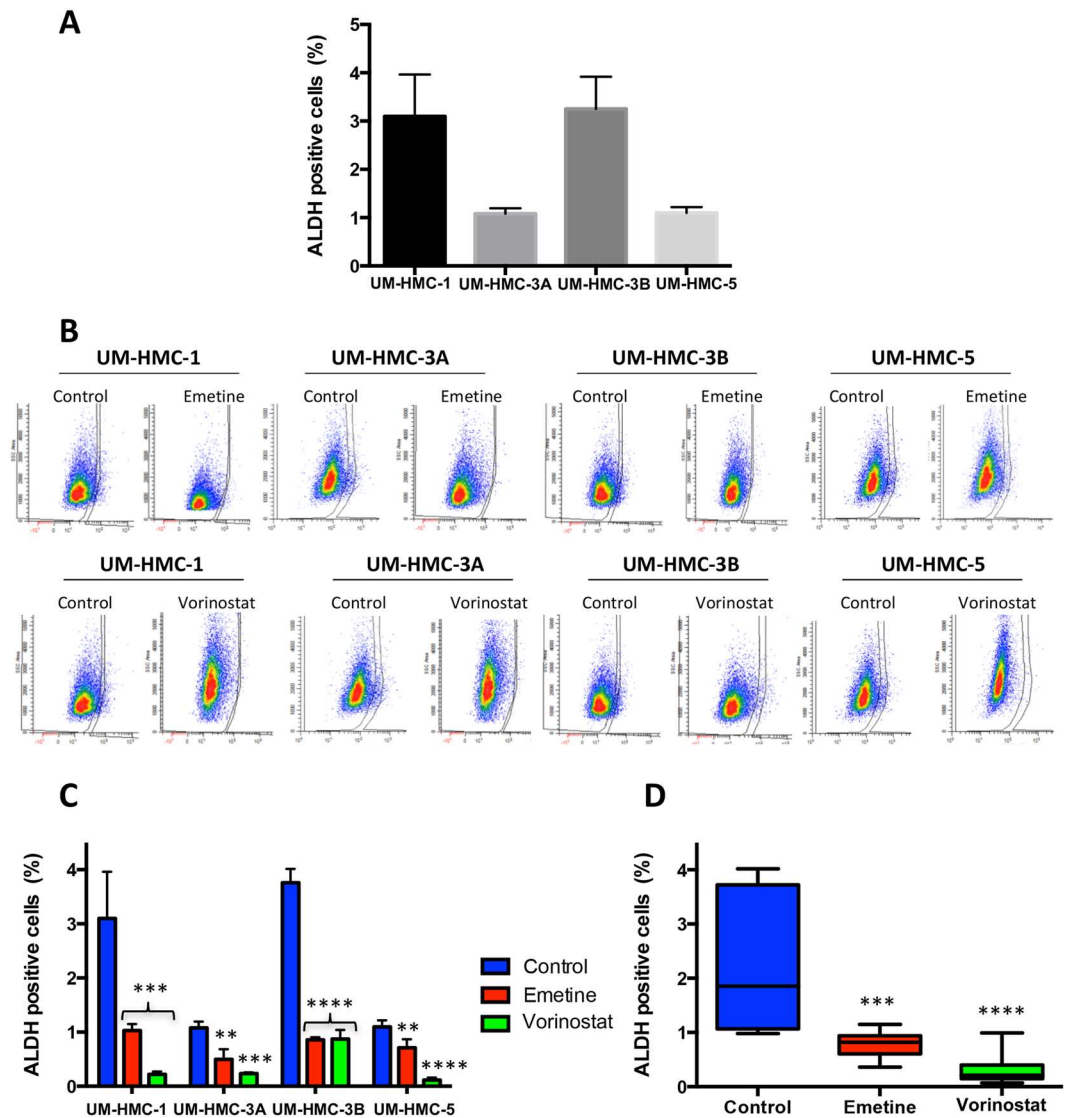 A
ALDH positive cells (%)
5
4
3
2
1
0
UM-HMC-1 UM-HMC-3A UM-HMC-3B UM-HMC-5
B
UM-HMC-1 UM-HMC-3A UM-HMC-3B UM-HMC-5
Control Emetine Control Emetine Control Emetine Control Emetine
UM-HMC-1 UM-HMC-3A UM-HMC-3B UM-HMC-5
Control Vorinostat Control Vorinostat Control Vorinostat Control Vorinostat
C
ALDH positive cells (%)
4
3
2
1
0
*** ** *** **** ** ****
UM-HMC-1 UM-HMC-3A UM-HMC-3B UM-HMC-5
Control
Emetine
Vorinostat
D
ALDH positive cells (%)
4
3
2
1
0
*** ****
Control Emetine Vorinostat